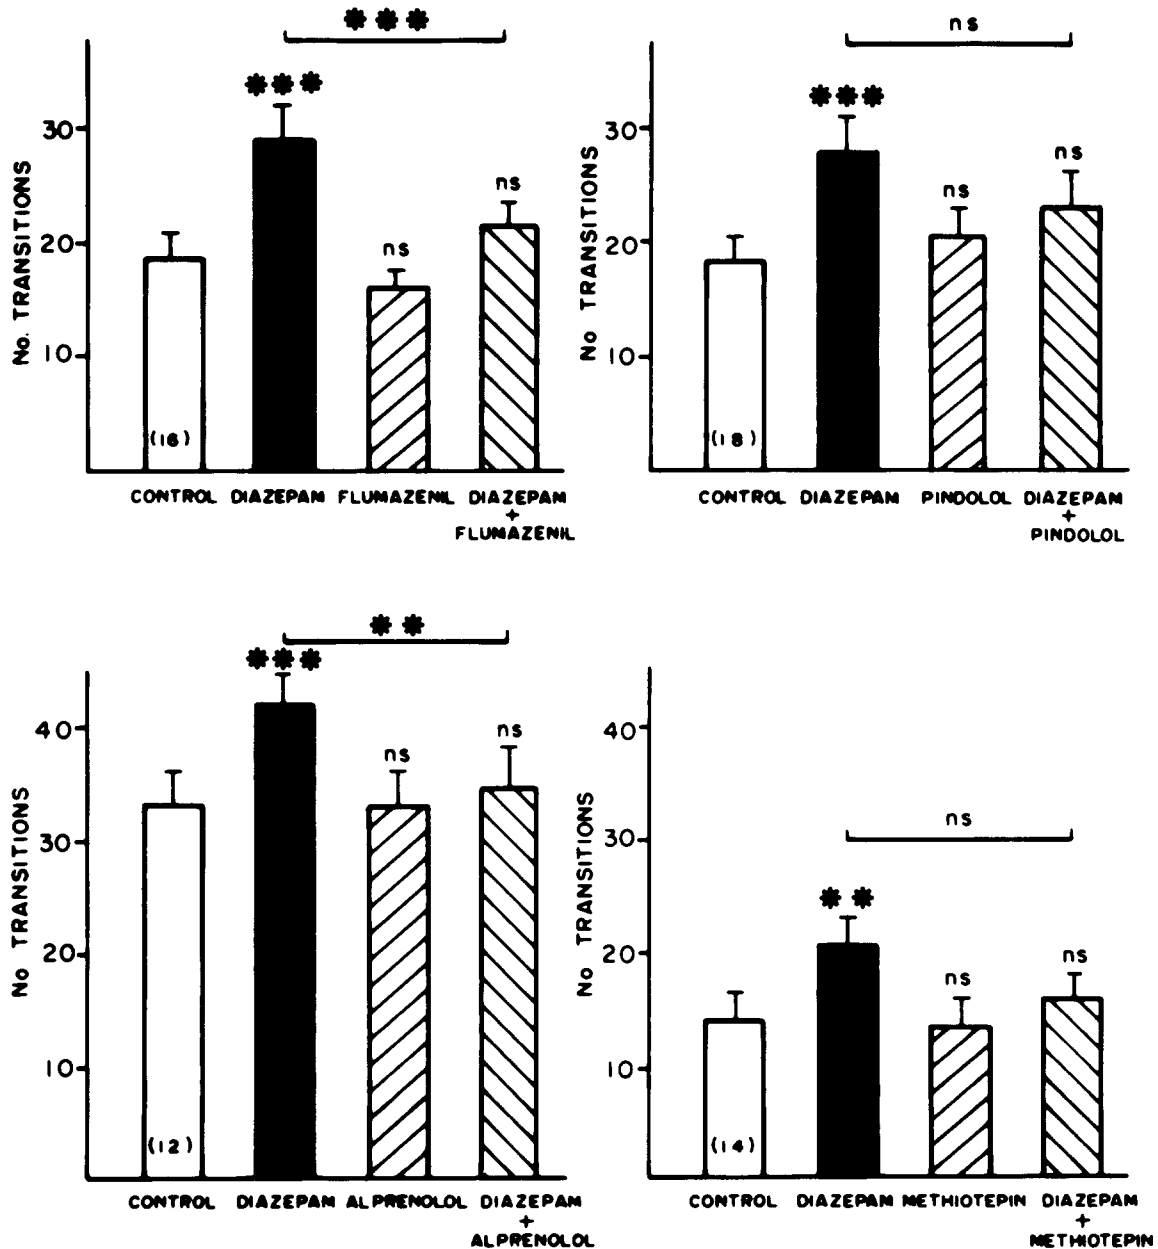 ✱✱✱
✱✱✱
ns
ns
30
20
10
No. TRANSITIONS
(16)
CONTROL DIAZEPAM FLUMAZENIL DIAZEPAM
+
FLUMAZENIL
ns
✱✱✱
ns
ns
30
20
10
No TRANSITIONS
(18)
CONTROL DIAZEPAM PINDOLOL DIAZEPAM
+
PINDOLOL
✱✱
✱✱✱
ns
ns
40
30
20
10
No TRANSITIONS
(12)
CONTROL DIAZEPAM ALPRENOLOL DIAZEPAM
+
ALPRENOLOL
ns
✱✱
ns
ns
40
30
20
10
No TRANSITIONS
(14)
CONTROL DIAZEPAM METHIOTEPIN DIAZEPAM
+
METHIOTEPIN